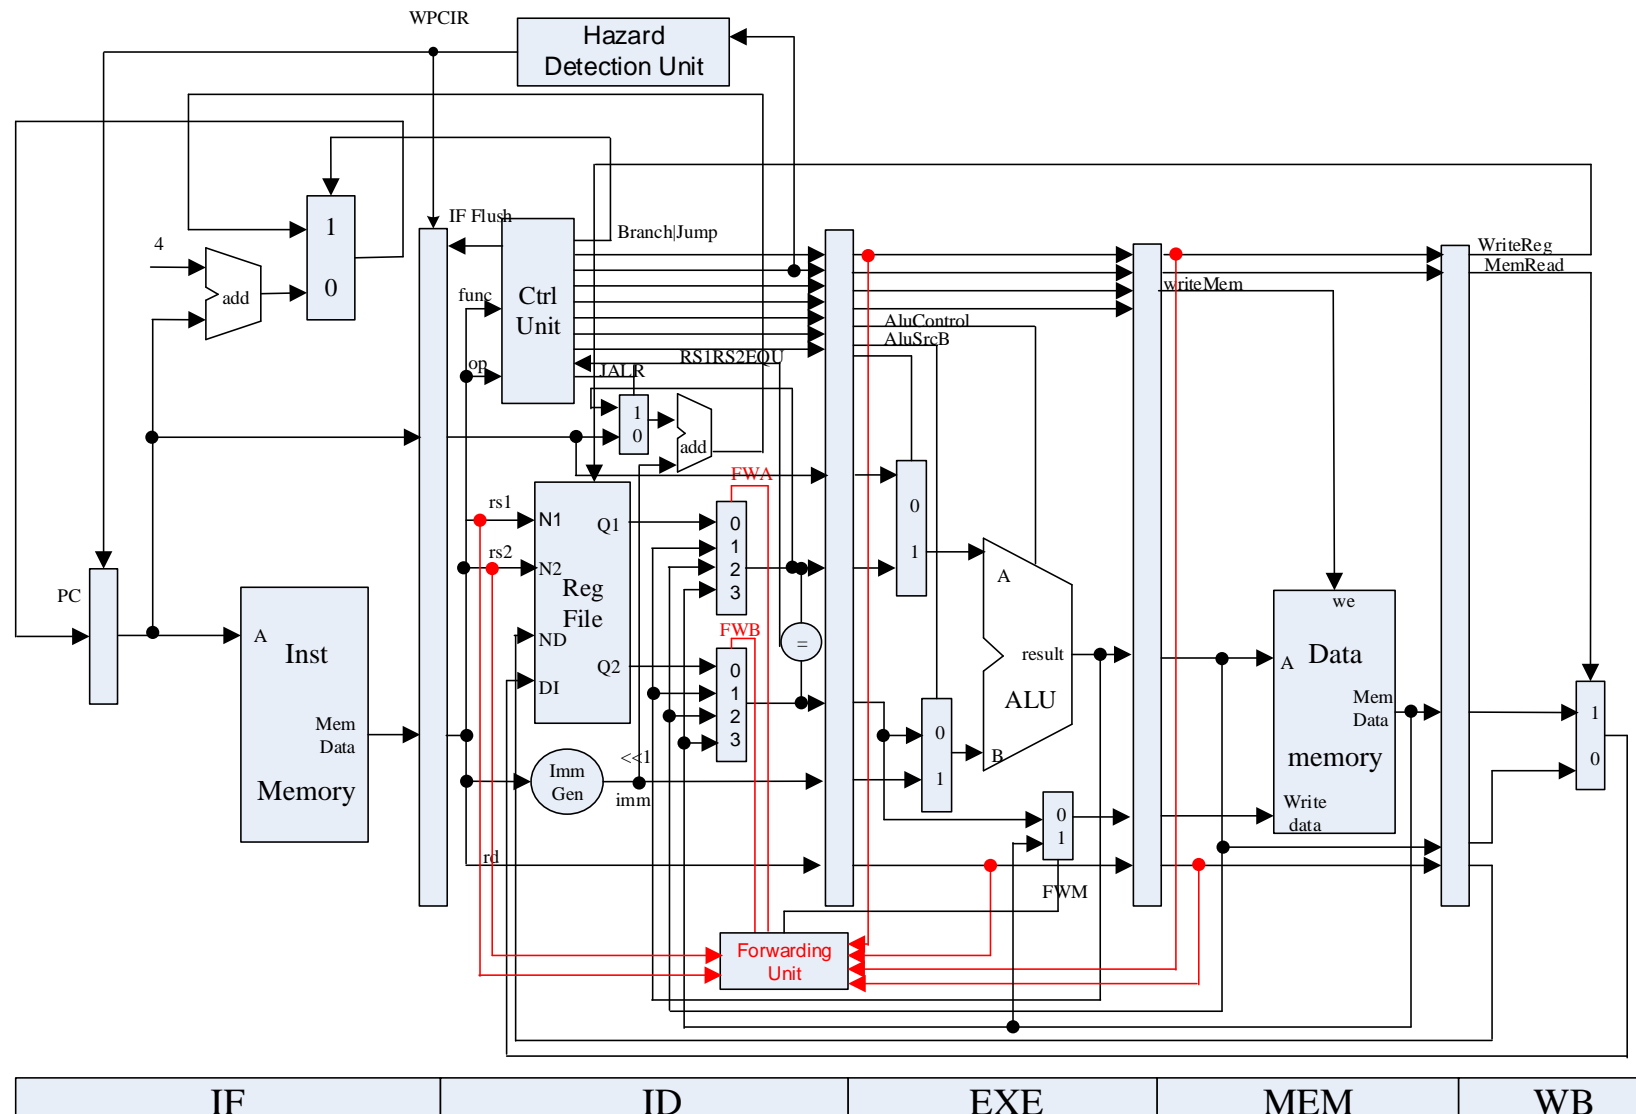 WPCIR
Hazard
Detection Unit
IF Flush
Branch|Jump
WriteReg
MemRead
4
1
0
add
func
Ctrl
Unit
op
writeMem
AluControl
AluSrcB
RS1RS2EQU
JALR
1
0
add
FWA
rs1
N1
Q1
0
1
2
3
0
1
rs2
N2
Reg
File
A
PC
A
Inst
Memory
Mem
Data
ND
Q2
DI
FWB
0
1
2
3
=
result
ALU
B
0
1
we
A
Data
memory
Mem
Data
Write
data
1
0
<<1
Imm
Gen
imm
0
1
rd
FWM
Forwarding
Unit
IF
ID
EXE
MEM
WB